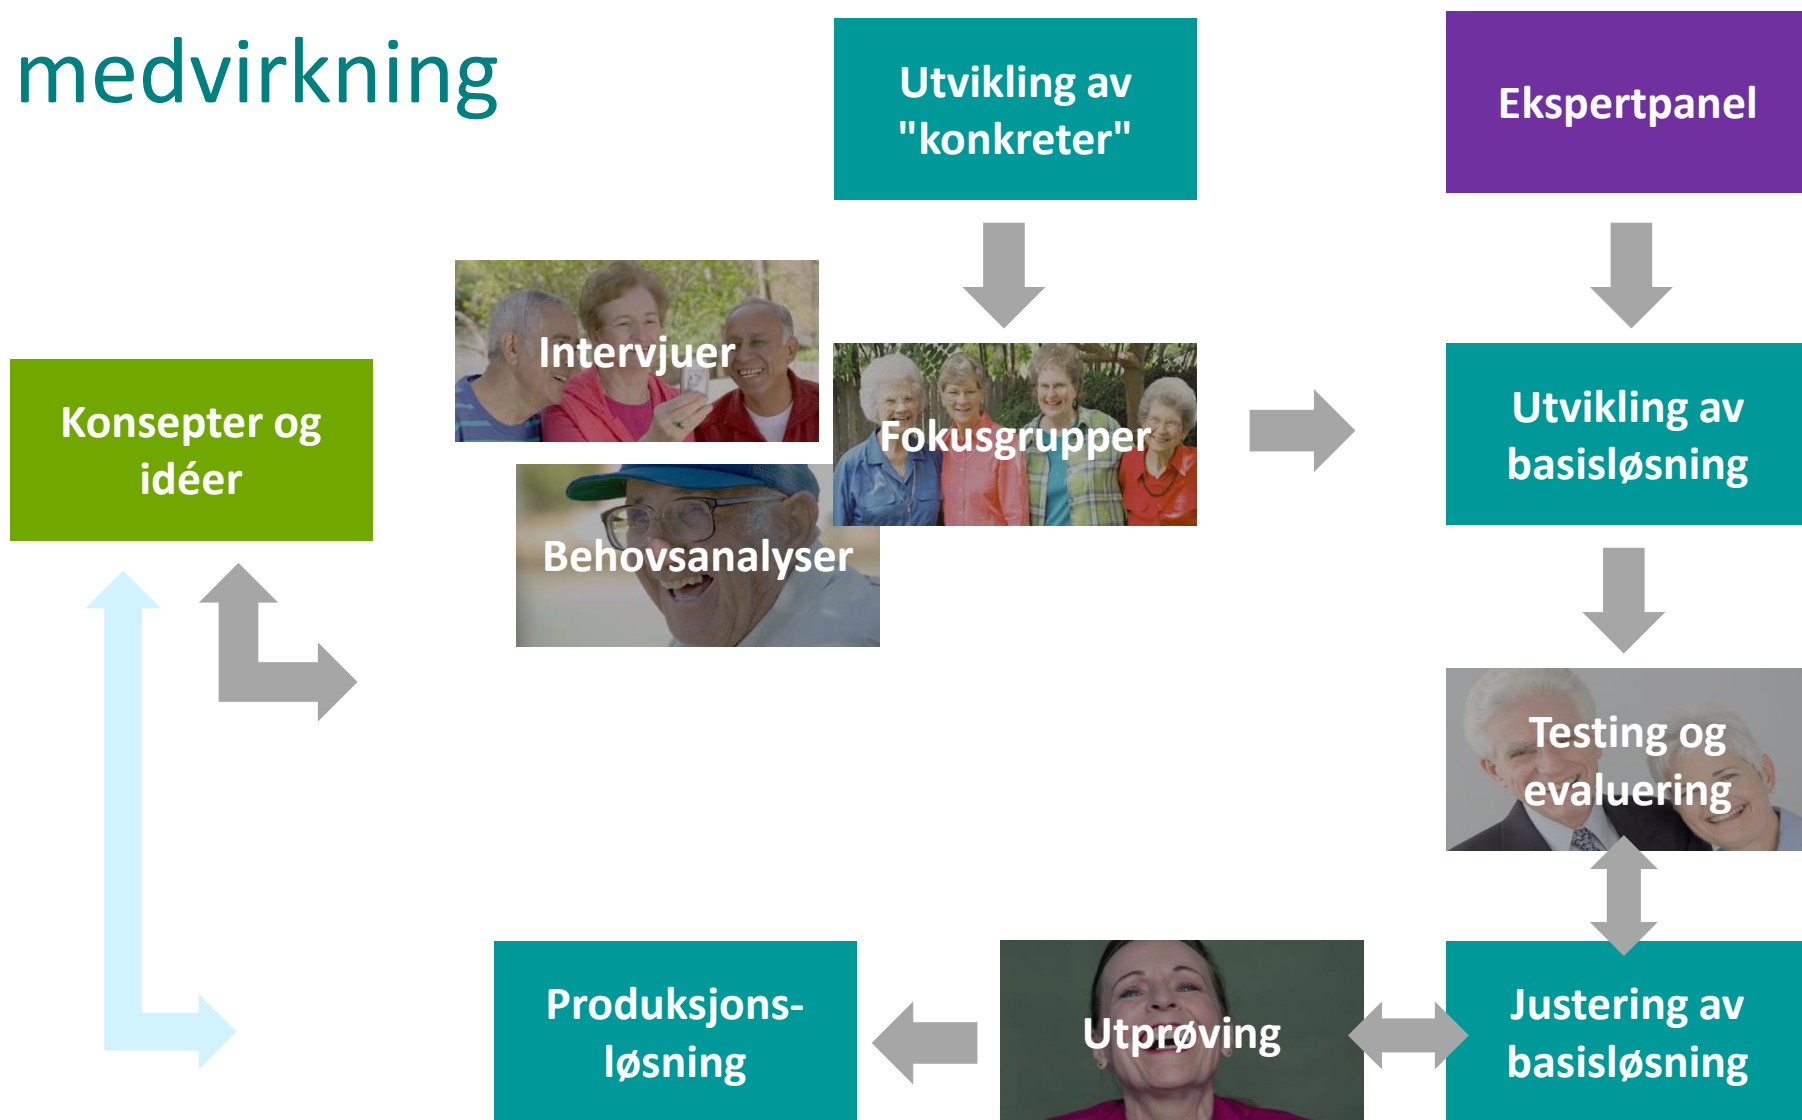 medvirkning
Utvikling av
"konkreter"
Ekspertpanel
Intervjuer
Konsepter og
idéer
Fokusgrupper
Utvikling av
basisløsning
Behovsanalyser
Testing og
evaluering
Produksjons-
løsning
Utprøving
Justering av
basisløsning